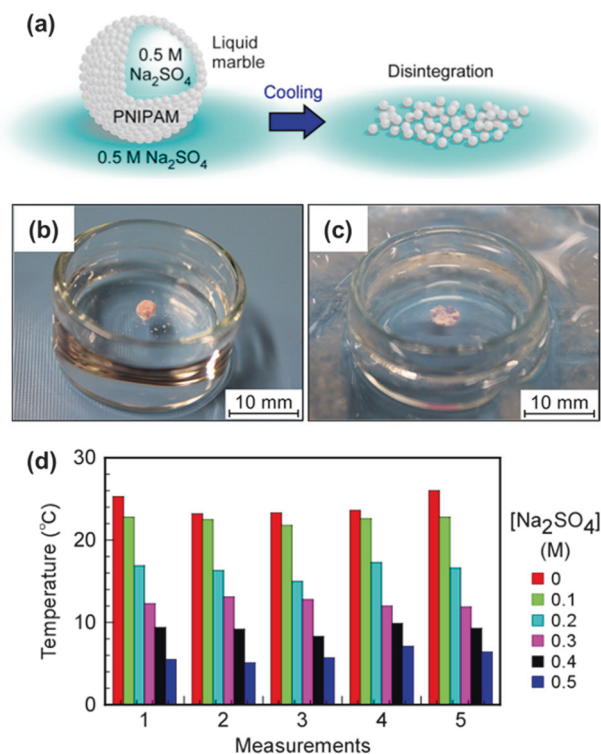 (a)
0.5 M
Na₂SO₄
Liquid
marble
PNIPAM
0.5 M Na₂SO₄
Cooling
Disintegration
(b)
10 mm
(c)
10 mm
(d)
30
20
10
0
Temperature (°C)
1 2 3 4 5
Measurements
[Na₂SO₄]
(M)
0
0.1
0.2
0.3
0.4
0.5